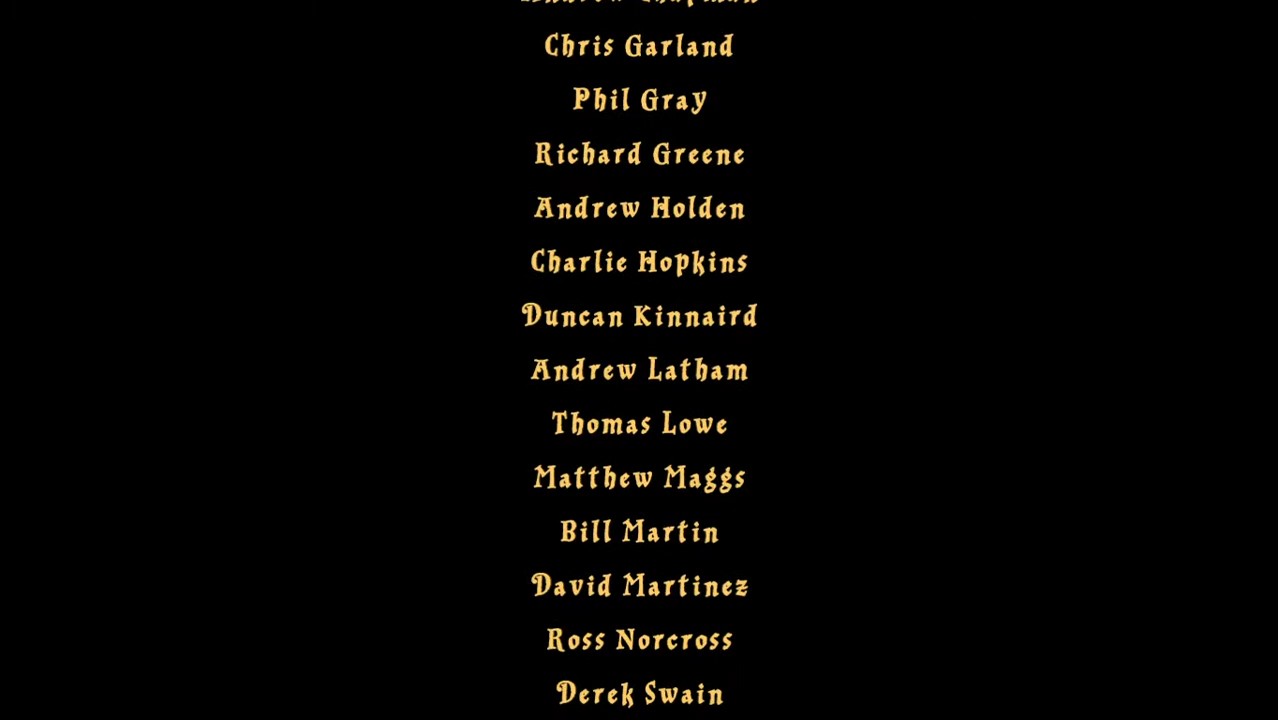 Chris Garland
Phil Gray
Richard Greene
Andrew Holden
Charlie Hopkins
Duncan Kinnaird
Andrew Latham
Thomas Lowe
Matthew Maggs
Bill Martin
David Martinez
Ross Norcross
Derek Swain